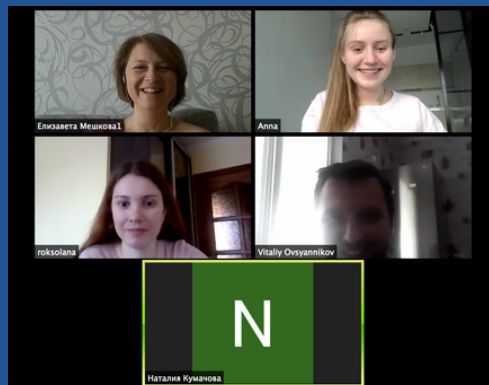 Елизавета Мешкова1
Anna
roksolana
Vitaliy Ovsyannikov
N
Наталия Кумачова